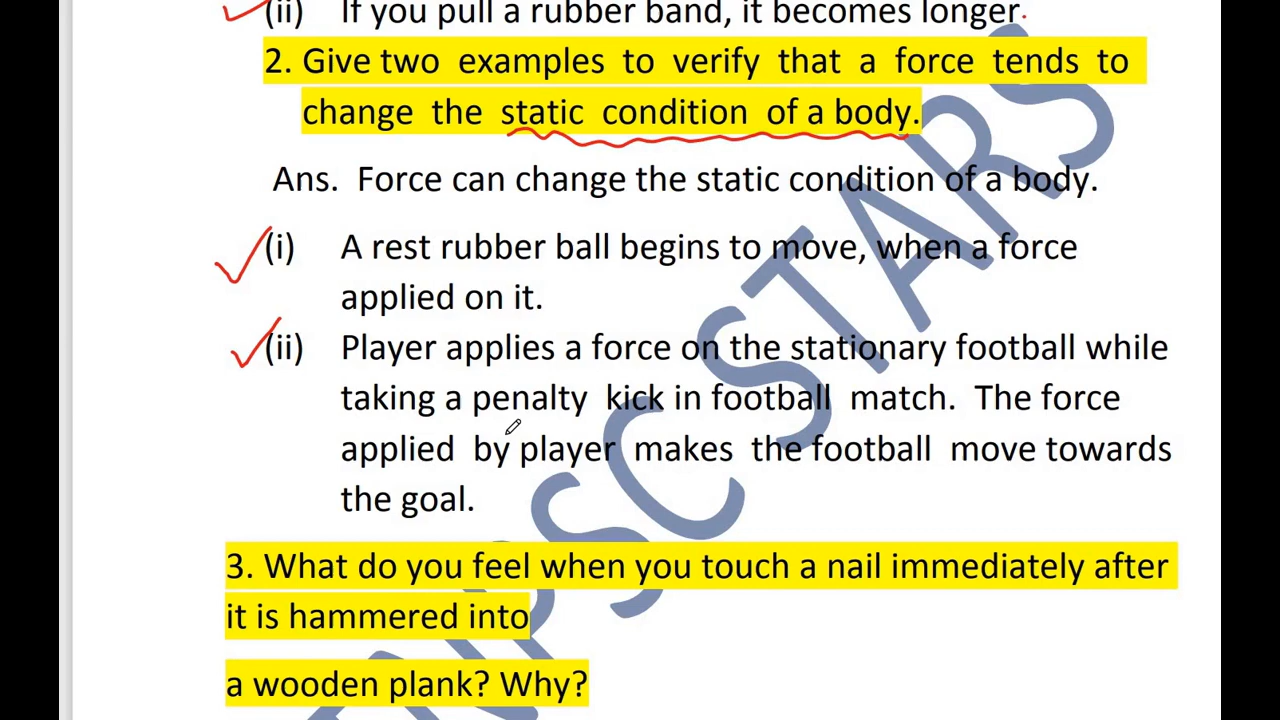 (ii) If you pull a rubber band, it becomes longer.
2. Give two examples to verify that a force tends to
change the static condition of a body.
Ans. Force can change the static condition of a body.
(i) A rest rubber ball begins to move, when a force
applied on it.
(ii) Player applies a force on the stationary football while
taking a penalty kick in football match. The force
applied by player makes the football move towards
the goal.
3. What do you feel when you touch a nail immediately after
it is hammered into
a wooden plank? Why?
PSC STARS